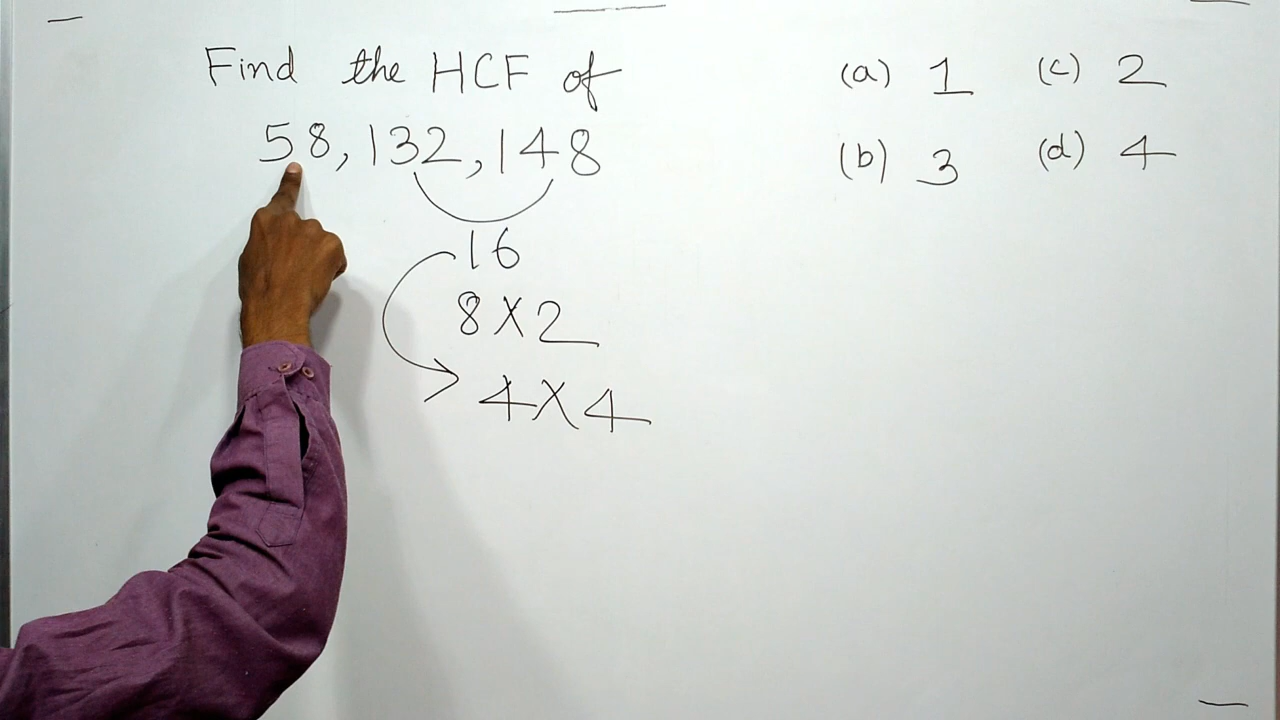 Find the HCF of
58, 132, 148
16
8 X 2
4 X 4
(a) 1 (c) 2
(b) 3 (d) 4